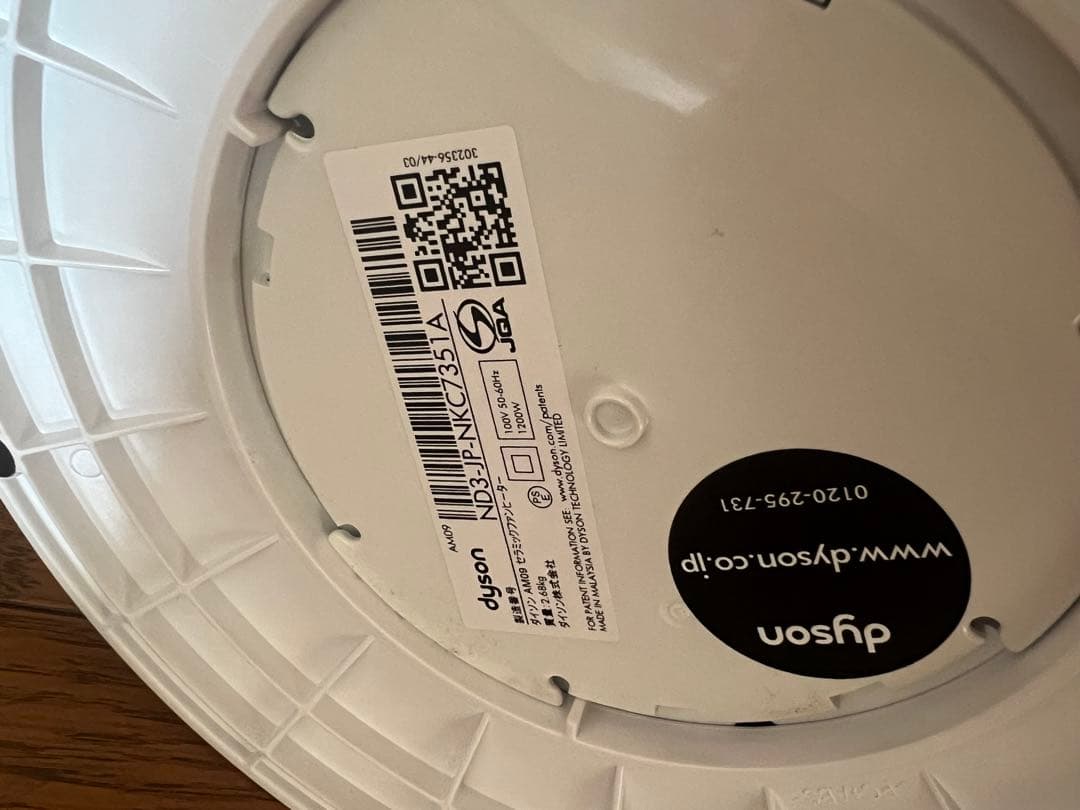 302356-44/03
AM09
dyson
製造番号
ND3-JP-NKC7351A
ダイソン AM09 セラミックファンヒーター
質量: 2.68kg
ダイソン株式会社
PS
E
100V 50-60Hz
1200W
JQA
FOR PATENT INFORMATION SEE: www.dyson.com/patents
MADE IN MALAYSIA BY DYSON TECHNOLOGY LIMITED
dyson
www.dyson.co.jp
0120-295-731